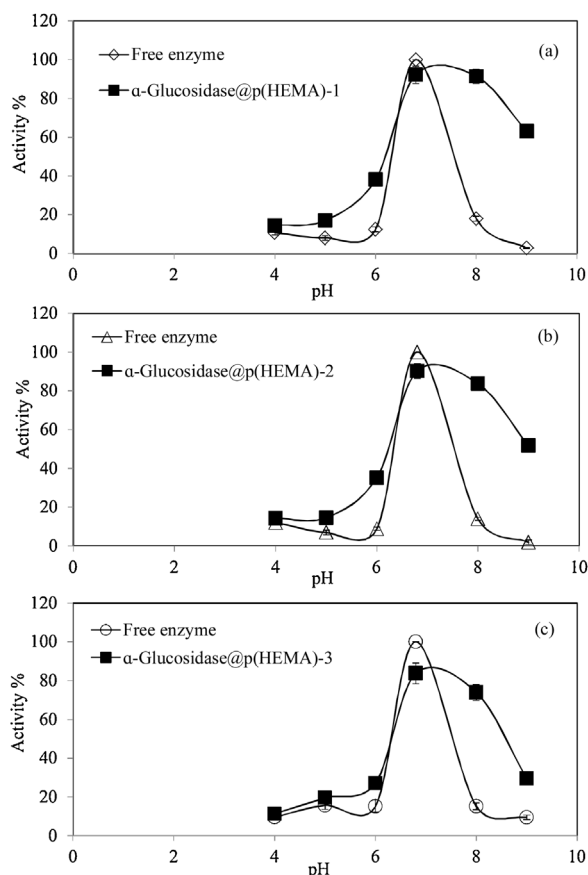 120
100
80
60
40
20
0
Activity %
Free enzyme
α-Glucosidase@p(HEMA)-1
(a)
0 2 4 6 8 10
pH
120
100
80
60
40
20
0
Activity %
Free enzyme
α-Glucosidase@p(HEMA)-2
(b)
0 2 4 6 8 10
pH
120
100
80
60
40
20
0
Activity %
Free enzyme
α-Glucosidase@p(HEMA)-3
(c)
0 2 4 6 8 10
pH